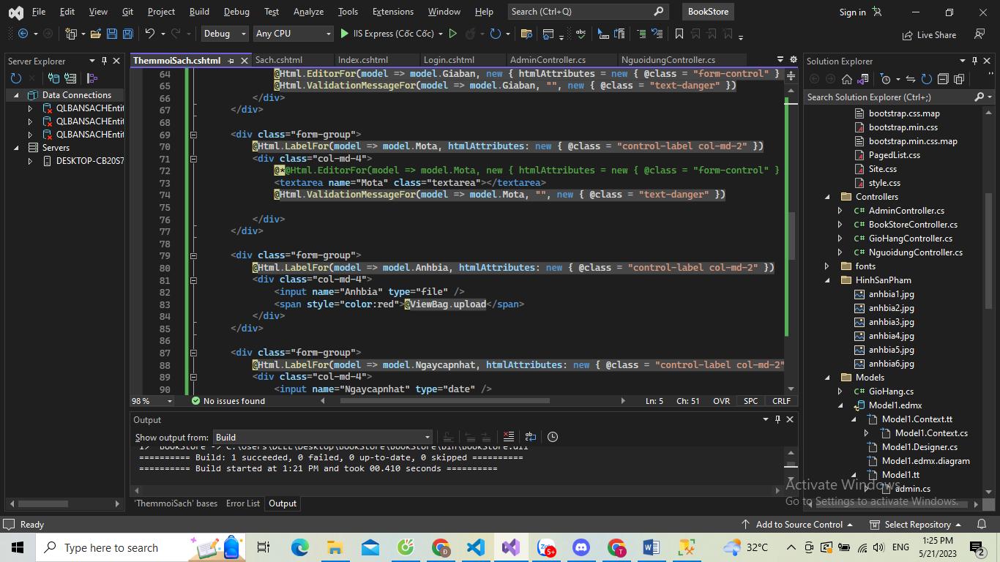 File Edit View Git Project Build Debug Test Analyze Tools Extensions Window Help Search (Ctrl+Q) BookStore Sign in
Debug Any CPU IIS Express (Cốc Cốc) Live Share
Server Explorer
Data Connections
QLBANSACHEntit
QLBANSACHEntit
QLBANSACHEntit
Servers
DESKTOP-CB20S7
ThemmoiSach.cshtml Sach.cshtml Index.cshtml Login.cshtml AdminController.cs NguoidungController.cs
64 @Html.EditorFor(model => model.Giaban, new { htmlAttributes = new { @class = "form-control" }
65 @Html.ValidationMessageFor(model => model.Giaban, "", new { @class = "text-danger" })
66 </div>
67 </div>
68
69 <div class="form-group">
70 @Html.LabelFor(model => model.Mota, htmlAttributes: new { @class = "control-label col-md-2" })
71 <div class="col-md-4">
72 @*@Html.EditorFor(model => model.Mota, new { htmlAttributes = new { @class = "form-control" }
73 <textarea name="Mota" class="textarea"></textarea>
74 @Html.ValidationMessageFor(model => model.Mota, "", new { @class = "text-danger" })
75
76 </div>
77 </div>
78
79 <div class="form-group">
80 @Html.LabelFor(model => model.Anhbia, htmlAttributes: new { @class = "control-label col-md-2" })
81 <div class="col-md-4">
82 <input name="Anhbia" type="file" />
83 <span style="color:red">@ViewBag.upload</span>
84 </div>
85 </div>
86
87 <div class="form-group">
88 @Html.LabelFor(model => model.Ngaycapnhat, htmlAttributes: new { @class = "control-label col-md-2"
89 <div class="col-md-4">
90 <input name="Ngaycapnhat" type="date" />
98 % No issues found Ln: 5 Ch: 51 OVR SPC CRLF
Output
Show output from: Build
1> BookStore -> C:\Users\DELL\Desktop\BookStore\BookStore\bin\BookStore.dll
========== Build: 1 succeeded, 0 failed, 0 up-to-date, 0 skipped ==========
========== Build started at 1:21 PM and took 00.410 seconds ==========
'ThemmoiSach' bases Error List Output
Solution Explorer
Search Solution Explorer (Ctrl+;)
bootstrap.css.map
bootstrap.min.css
bootstrap.min.css.map
PagedList.css
Site.css
style.css
Controllers
C# AdminController.cs
C# BookStoreController.cs
C# GioHangController.cs
C# NguoidungController.cs
fonts
HinhSanPham
anhbia1.jpg
anhbia2.jpg
anhbia3.jpg
anhbia4.jpg
anhbia5.jpg
anhbia6.jpg
Models
C# GioHang.cs
Model1.edmx
Model1.Context.tt
Model1.Context.cs
Model1.Designer.cs
Model1.edmx.diagram
Model1.tt
admin.cs
Activate Windows
Go to Settings to activate Windows.
Ready Add to Source Control Select Repository
Type here to search 5+ 32°C ENG 1:25 PM
5/21/2023 2